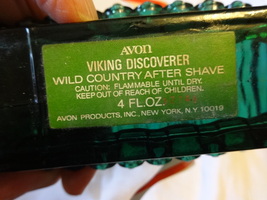 AVON
VIKING DISCOVERER
WILD COUNTRY AFTER SHAVE
CAUTION: FLAMMABLE UNTIL DRY.
KEEP OUT OF REACH OF CHILDREN.
4 FL.OZ.
AVON PRODUCTS, INC., NEW YORK, N.Y. 10019